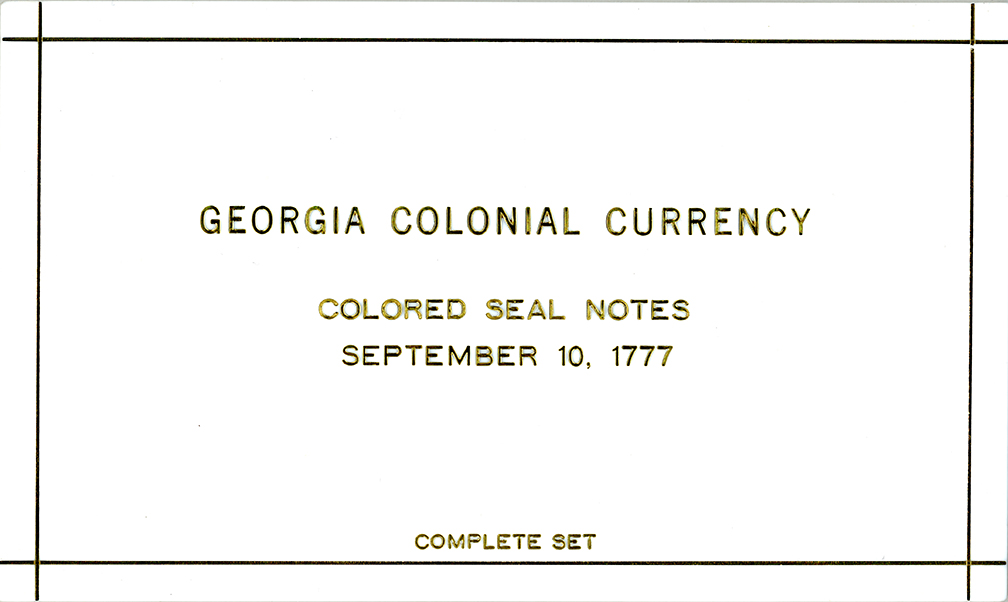 GEORGIA COLONIAL CURRENCY
COLORED SEAL NOTES
SEPTEMBER 10, 1777
COMPLETE SET